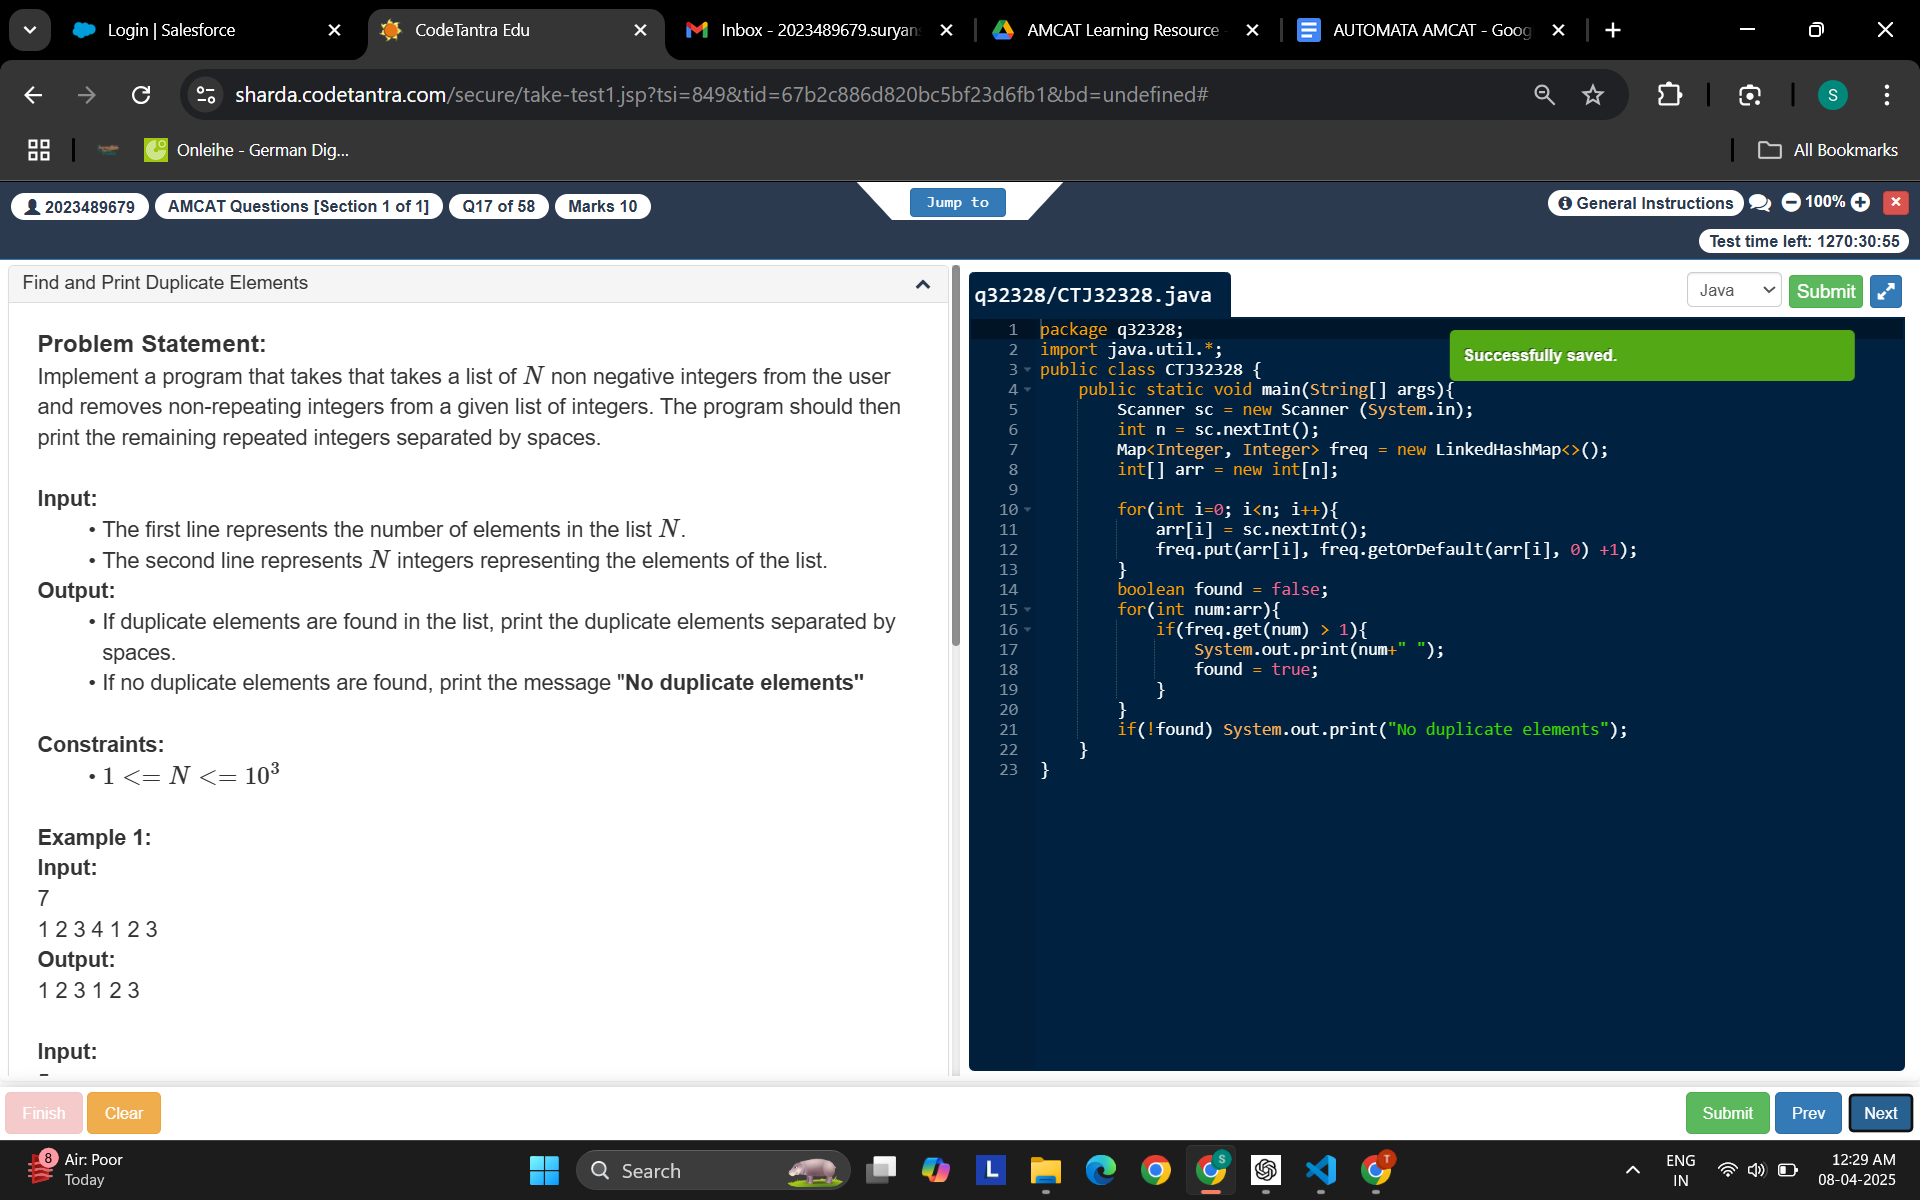 Login | Salesforce
CodeTantra Edu
Inbox - 2023489679.suryan
AMCAT Learning Resource
AUTOMATA AMCAT - Goog
sharda.codetantra.com/secure/take-test1.jsp?tsi=849&tid=67b2c886d820bc5bf23d6fb1&bd=undefined#
S
Onleihe - German Dig...
All Bookmarks
2023489679
AMCAT Questions [Section 1 of 1]
Q17 of 58
Marks 10
Jump to
General Instructions
100%
Test time left: 1270:30:55
Find and Print Duplicate Elements
Problem Statement:
Implement a program that takes that takes a list of N non negative integers from the user
and removes non-repeating integers from a given list of integers. The program should then
print the remaining repeated integers separated by spaces.
Input:
• The first line represents the number of elements in the list N.
• The second line represents N integers representing the elements of the list.
Output:
• If duplicate elements are found in the list, print the duplicate elements separated by
spaces.
• If no duplicate elements are found, print the message "No duplicate elements"
Constraints:
• 1 <= N <= 10³
Example 1:
Input:
7
1 2 3 4 1 2 3
Output:
1 2 3 1 2 3
Input:
q32328/CTJ32328.java
Java
Submit
Successfully saved.
1 package q32328;
2 import java.util.*;
3 public class CTJ32328 {
4 public static void main(String[] args){
5 Scanner sc = new Scanner (System.in);
6 int n = sc.nextInt();
7 Map<Integer, Integer> freq = new LinkedHashMap<>();
8 int[] arr = new int[n];
9
10 for(int i=0; i<n; i++){
11 arr[i] = sc.nextInt();
12 freq.put(arr[i], freq.getOrDefault(arr[i], 0) +1);
13 }
14 boolean found = false;
15 for(int num:arr){
16 if(freq.get(num) > 1){
17 System.out.print(num+" ");
18 found = true;
19 }
20 }
21 if(!found) System.out.print("No duplicate elements");
22 }
23 }
Finish
Clear
Submit
Prev
Next
8
Air: Poor
Today
Search
L
S
T
ENG
IN
12:29 AM
08-04-2025